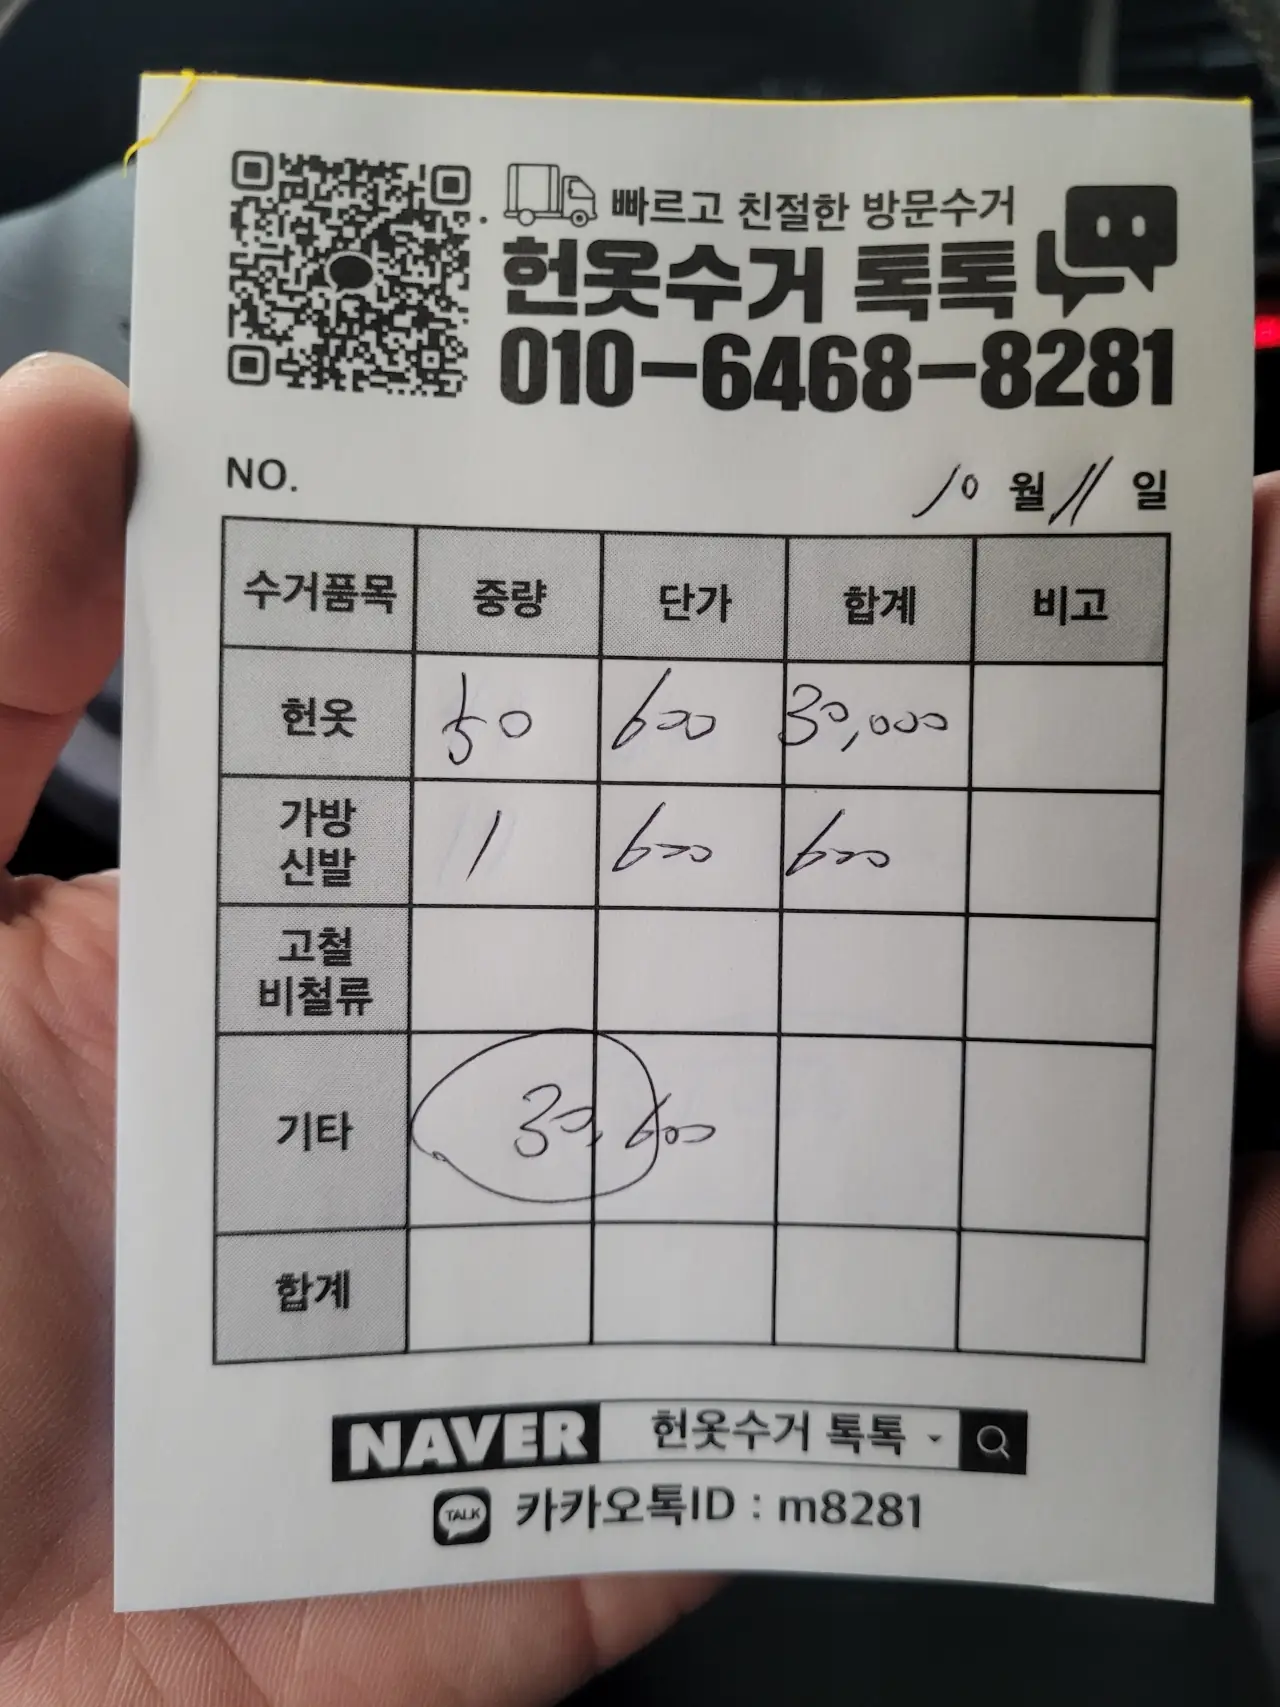 빠르고 친절한 방문수거
헌옷수거 톡톡
010-6468-8281
NO.
10 월 11 일
수거품목 중량 단가 합계 비고
헌옷 50 600 30,000
가방
신발 1 600 600
고철
비철류
기타 30,600
합계
NAVER 헌옷수거 톡톡
TALK 카카오톡ID : m8281